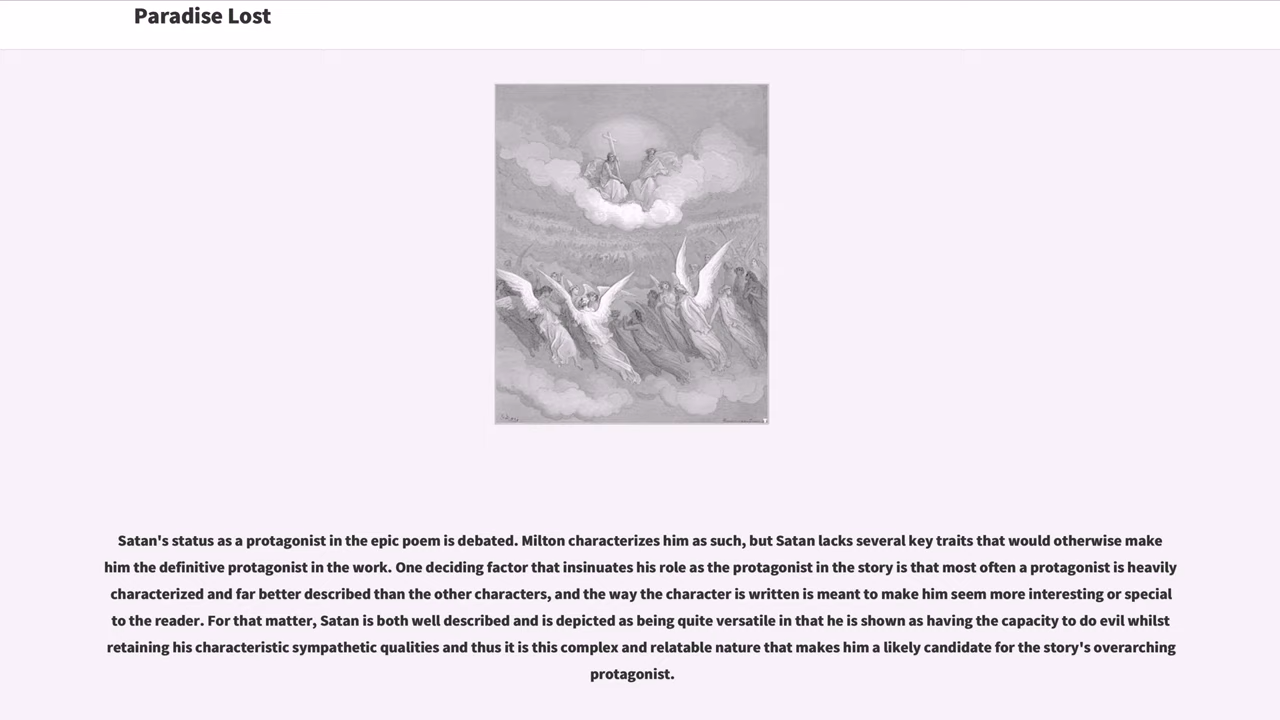 Paradise Lost
Satan's status as a protagonist in the epic poem is debated. Milton characterizes him as such, but Satan lacks several key traits that would otherwise make
him the definitive protagonist in the work. One deciding factor that insinuates his role as the protagonist in the story is that most often a protagonist is heavily
characterized and far better described than the other characters, and the way the character is written is meant to make him seem more interesting or special
to the reader. For that matter, Satan is both well described and is depicted as being quite versatile in that he is shown as having the capacity to do evil whilst
retaining his characteristic sympathetic qualities and thus it is this complex and relatable nature that makes him a likely candidate for the story's overarching
protagonist.